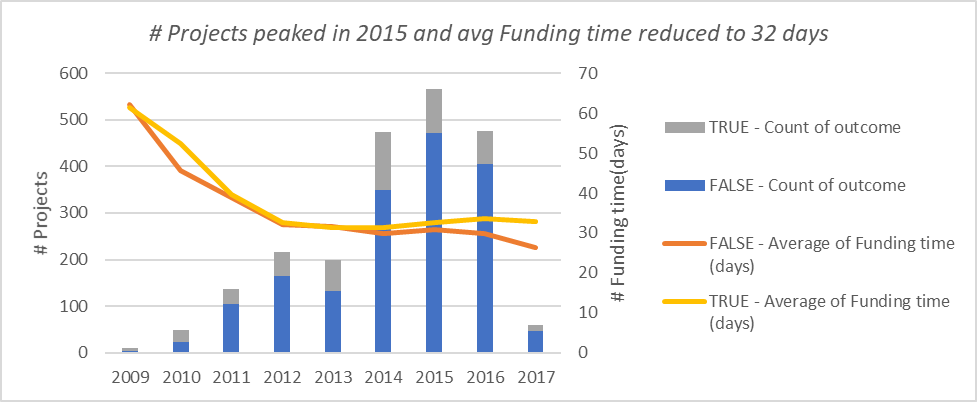 # Projects peaked in 2015 and avg Funding time reduced to 32 days
600
500
400
300
200
100
0
# Projects
70
60
50
40
30
20
10
0
# Funding time(days)
2009 2010 2011 2012 2013 2014 2015 2016 2017
TRUE - Count of outcome
FALSE - Count of outcome
FALSE - Average of Funding time
(days)
TRUE - Average of Funding time
(days)